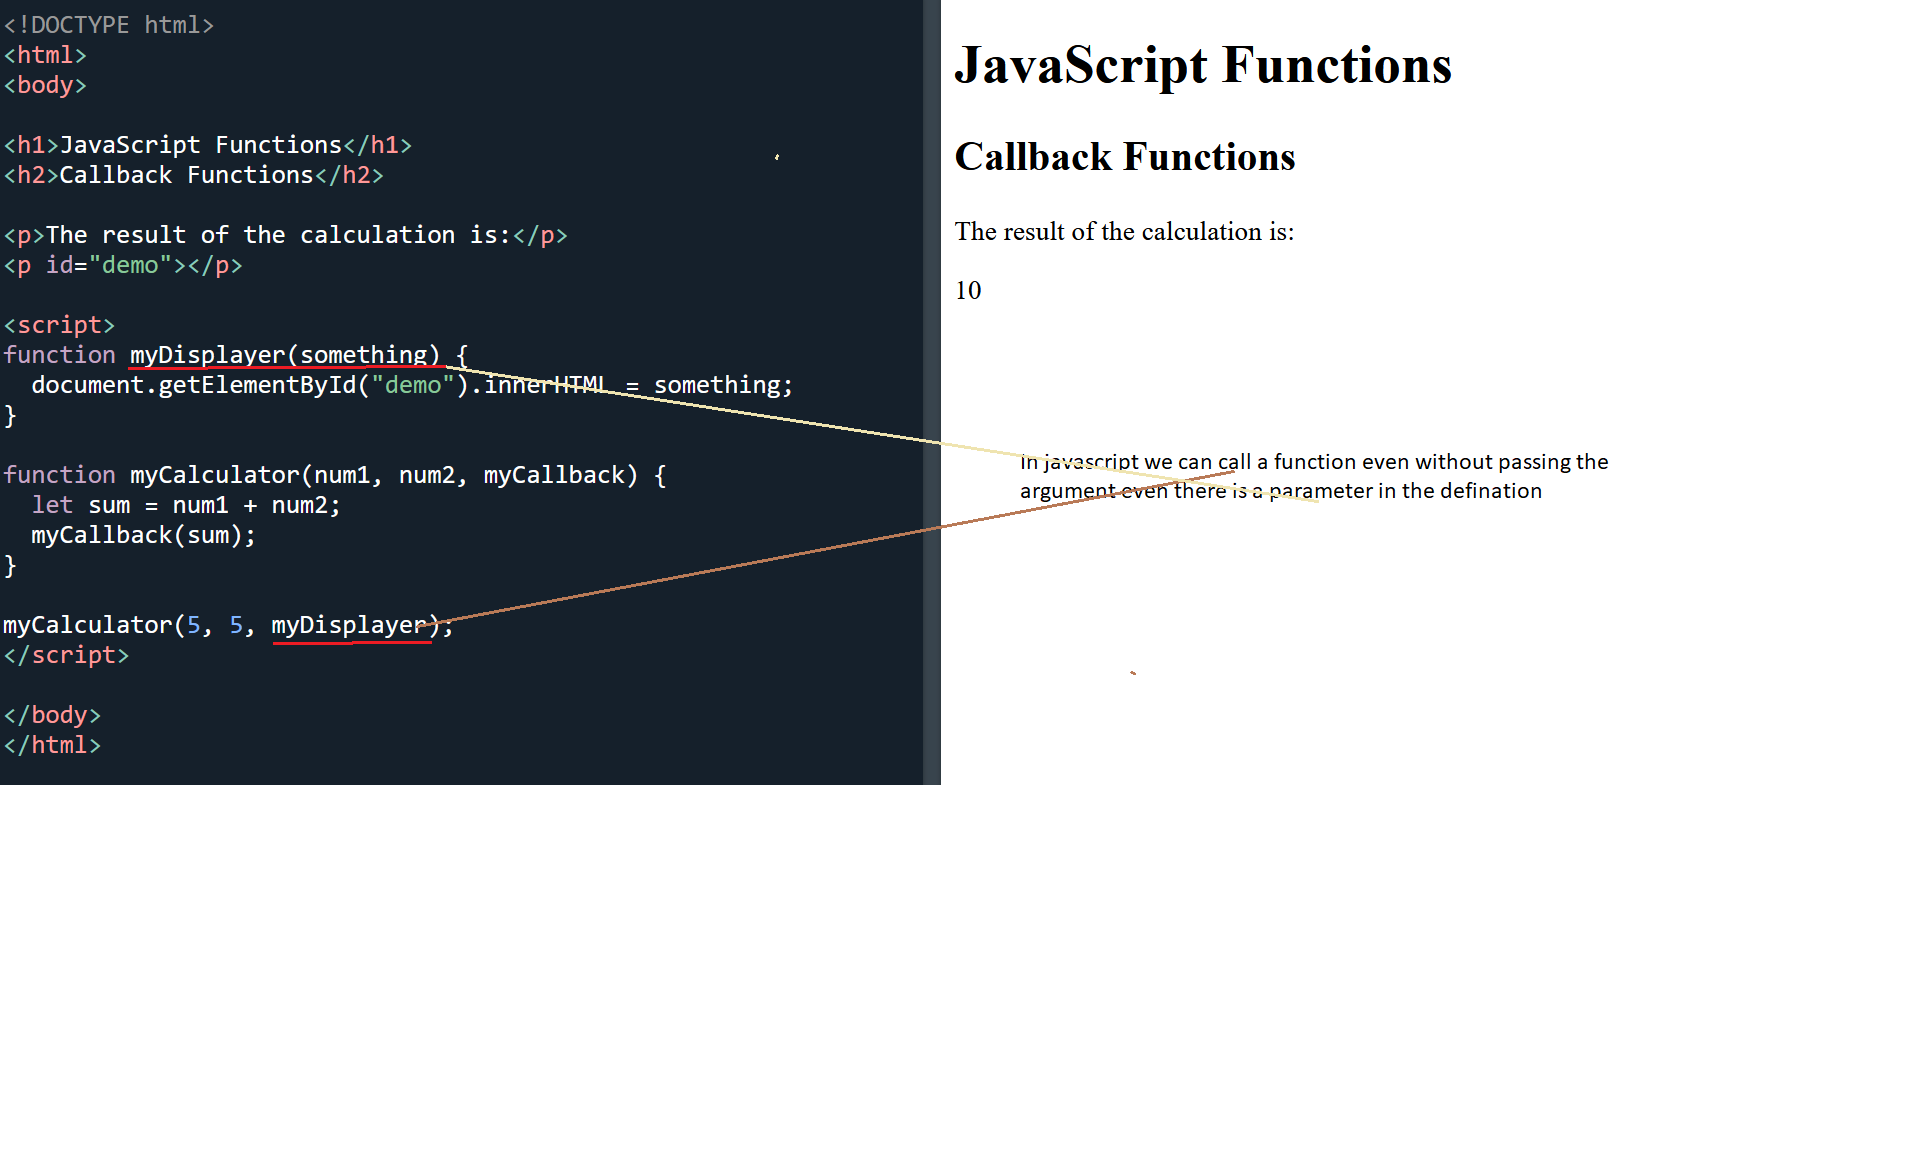 <!DOCTYPE html>
<html>
<body>
<h1>JavaScript Functions</h1>
<h2>Callback Functions</h2>
<p>The result of the calculation is:</p>
<p id="demo"></p>
<script>
function myDisplayer(something) {
  document.getElementById("demo").innerHTML = something;
}
function myCalculator(num1, num2, myCallback) {
  let sum = num1 + num2;
  myCallback(sum);
}
myCalculator(5, 5, myDisplayer);
</script>
</body>
</html>
JavaScript Functions
Callback Functions
The result of the calculation is:
10
In javascript we can call a function even without passing the
argument even there is a parameter in the defination